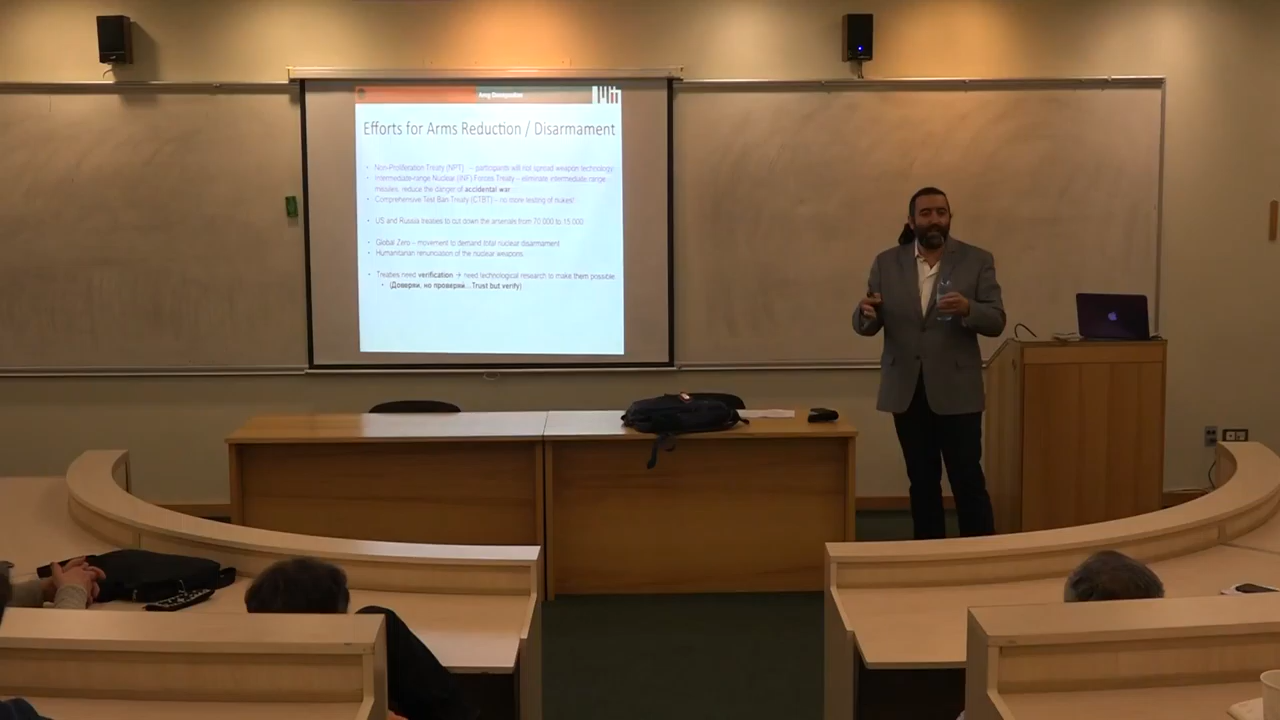 Areg Danagoulian
MIT
Efforts for Arms Reduction / Disarmament
• Non-Proliferation Treaty (NPT) – participants will not spread weapon technology
• Intermediate-range Nuclear (INF) Forces Treaty – eliminate intermediate range
missiles, reduce the danger of accidental war
• Comprehensive Test Ban Treaty (CTBT) – no more testing of nukes!
• US and Russia treaties to cut down the arsenals from 70,000 to 15,000.
• Global Zero – movement to demand total nuclear disarmament
• Humanitarian renunciation of the nuclear weapons.
• Treaties need verification → need technological research to make them possible
• (Доверяй, но проверяй...Trust but verify)